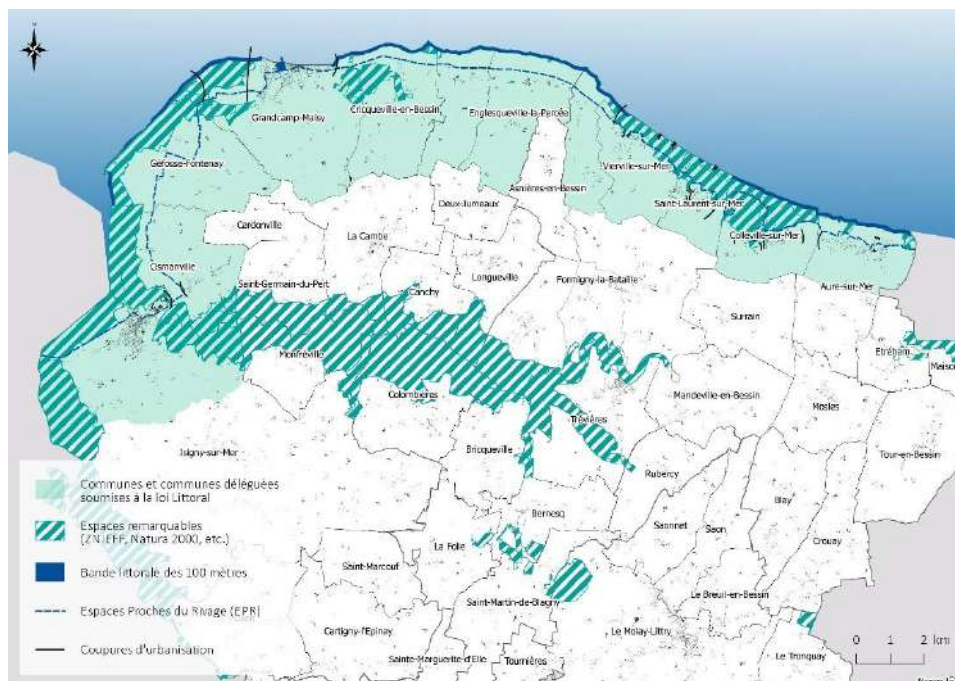 Grandcamp-Maisy
Cricqueville-en-Bessin
Englesqueville-la-Percée
Géfosse-Fontenay
Vierville-sur-Mer
Asnières-en-Bessin
Deux-Jumeaux
Saint-Laurent-sur-Mer
Cardonville
La Cambe
Colleville-sur-Mer
Osmanville
Saint-Germain-du-Pert
Canchy
Longueville
Formigny-la-Bataille
Aure-sur-Mer
Surrain
Monfréville
Etréham
Maisons
Colombières
Mandeville-en-Bessin
Mosles
Trévières
Isigny-sur-Mer
Bricqueville
Rubercy
Tour-en-Bessin
Blay
Bernesq
Saonnet
Saon
Crouay
La Folie
Saint-Marcouf
Saint-Martin-de-Blagny
Le Breuil-en-Bessin
Cartigny-l'Epinay
Le Molay-Littry
Sainte-Marguerite-d'Elle
Tournières
Le Tronquay
Communes et communes déléguées
soumises à la loi Littoral
Espaces remarquables
(ZNIEFF, Natura 2000, etc.)
Bande littorale des 100 mètres
Espaces Proches du Rivage (EPR)
Coupures d'urbanisation
0 1 2 km